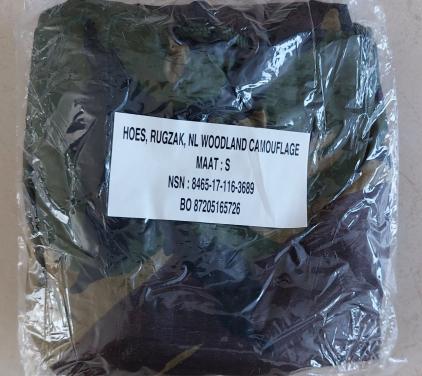 HOES, RUGZAK, NL WOODLAND CAMOUFLAGE
MAAT : S
NSN : 8465-17-116-3689
BO 87205165726